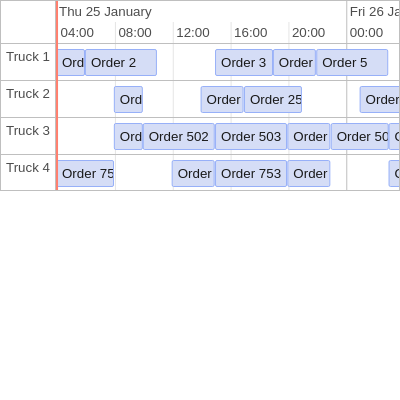 Thu 25 January Fri 26 Ja
04:00 08:00 12:00 16:00 20:00 00:00
Truck 1 Ord Order 2 Order 3 Order Order 5
Truck 2 Ord Order Order 25 Order
Truck 3 Ord Order 502 Order 503 Order Order 50
Truck 4 Order 75 Order Order 753 Order